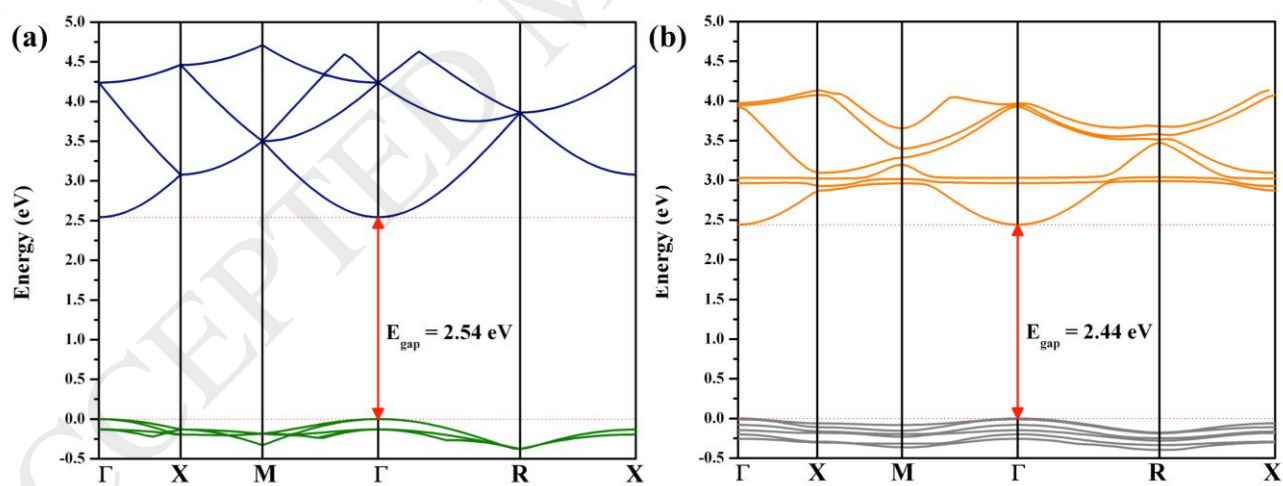 (a)
5.0
4.5
4.0
3.5
3.0
2.5
2.0
1.5
1.0
0.5
0.0
-0.5
Energy (eV)
E_gap = 2.54 eV
Γ X M Γ R X
(b)
5.0
4.5
4.0
3.5
3.0
2.5
2.0
1.5
1.0
0.5
0.0
-0.5
Energy (eV)
E_gap = 2.44 eV
Γ X M Γ R X
CCEPTED M